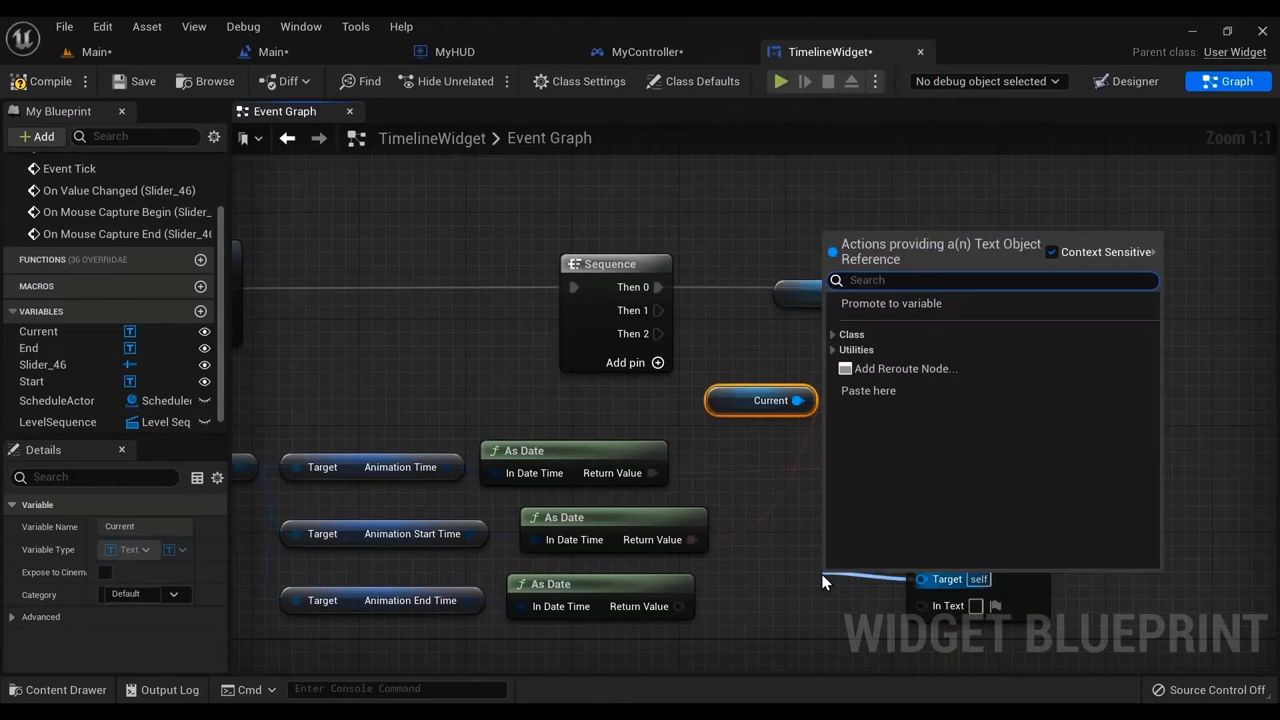 File Edit Asset View Debug Window Tools Help
Main* Main* MyHUD MyController* TimelineWidget* Parent class: User Widget
Compile Save Browse Diff Find Hide Unrelated Class Settings Class Defaults No debug object selected Designer Graph
My Blueprint Event Graph
Add Search TimelineWidget > Event Graph Zoom 1:1
Event Tick
On Value Changed (Slider_46)
On Mouse Capture Begin (Slider_
On Mouse Capture End (Slider_46
FUNCTIONS (36 OVERRIDAE
MACROS
VARIABLES
Current
End
Slider_46
Start
ScheduleActor Schedule
LevelSequence Level Seq
Details
Search
Variable
Variable Name Current
Variable Type Text
Expose to Cinem
Category Default
Advanced
Sequence
Then 0
Then 1
Then 2
Add pin
Current
Target Animation Time
As Date
In Date Time Return Value
Target Animation Start Time
As Date
In Date Time Return Value
Target Animation End Time
As Date
In Date Time Return Value
Actions providing a(n) Text Object
Reference
Context Sensitive
Search
Promote to variable
Class
Utilities
Add Reroute Node...
Paste here
Target self
In Text
WIDGET BLUEPRINT
Content Drawer Output Log Cmd Enter Console Command Source Control Off